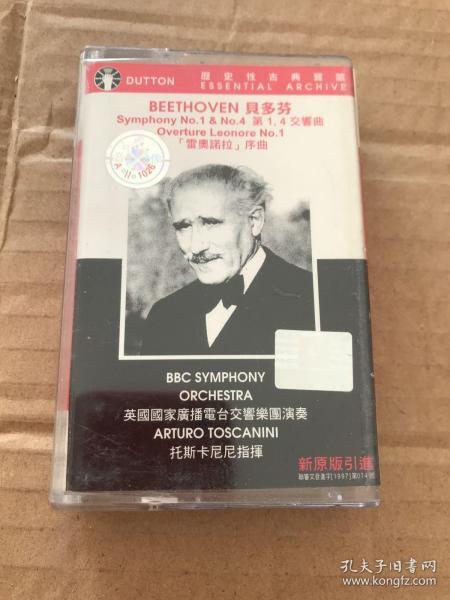 DUTTON
歷史性古典寶藏
ESSENTIAL ARCHIVE
BEETHOVEN 貝多芬
Symphony No.1 & No.4 第1,4交響曲
Overture Leonore No.1
「雷奧諾拉」序曲
A 1026
BBC SYMPHONY
ORCHESTRA
英國國家廣播電台交響樂團演奏
ARTURO TOSCANINI
托斯卡尼尼指揮
新原版引進
孔夫子旧书网
www.kongfz.com